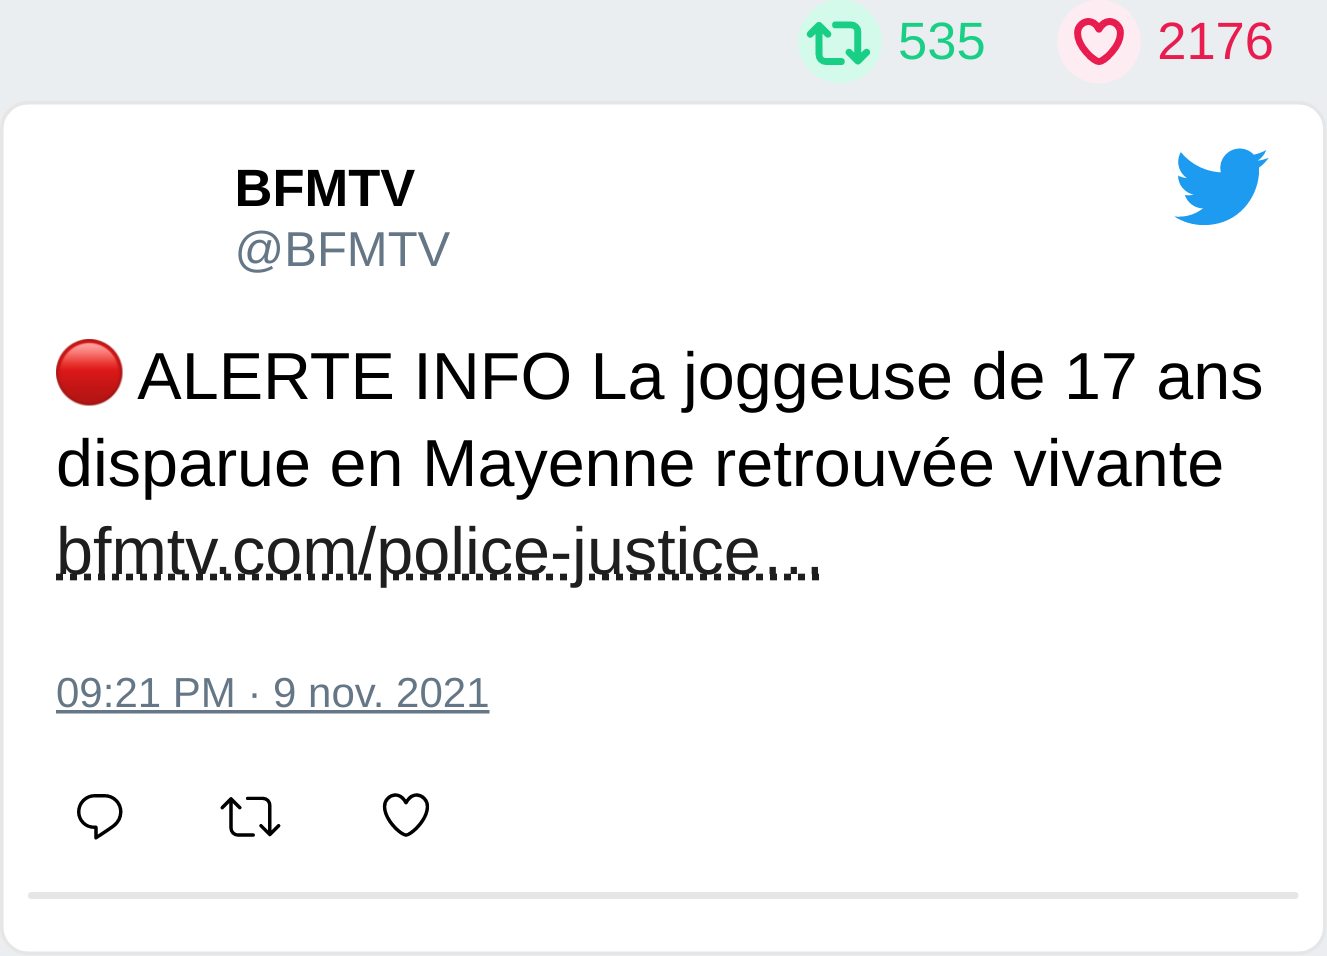 535 2176
BFMTV
@BFMTV
🔴 ALERTE INFO La joggeuse de 17 ans
disparue en Mayenne retrouvée vivante
bfmtv.com/police-justice...
09:21 PM · 9 nov. 2021